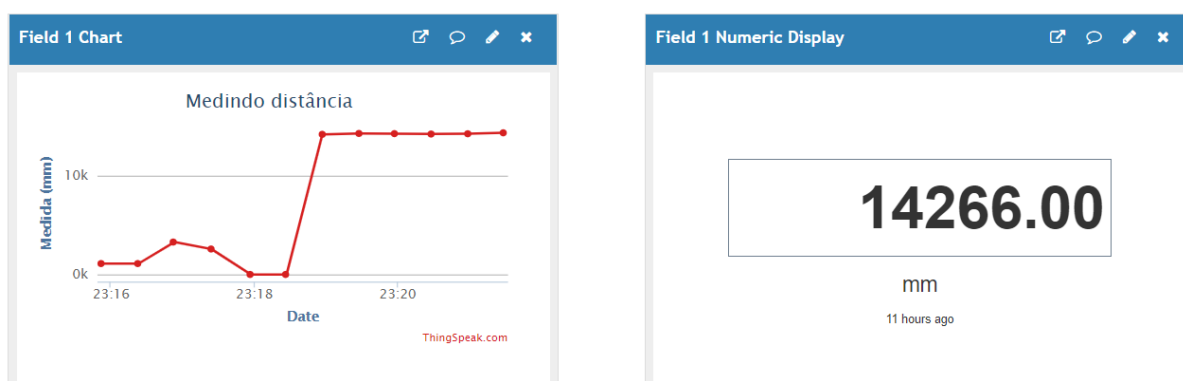 Field 1 Chart
Medindo distância
Medida (mm)
10k
0k
23:16 23:18 23:20
Date
ThingSpeak.com
Field 1 Numeric Display
14266.00
mm
11 hours ago